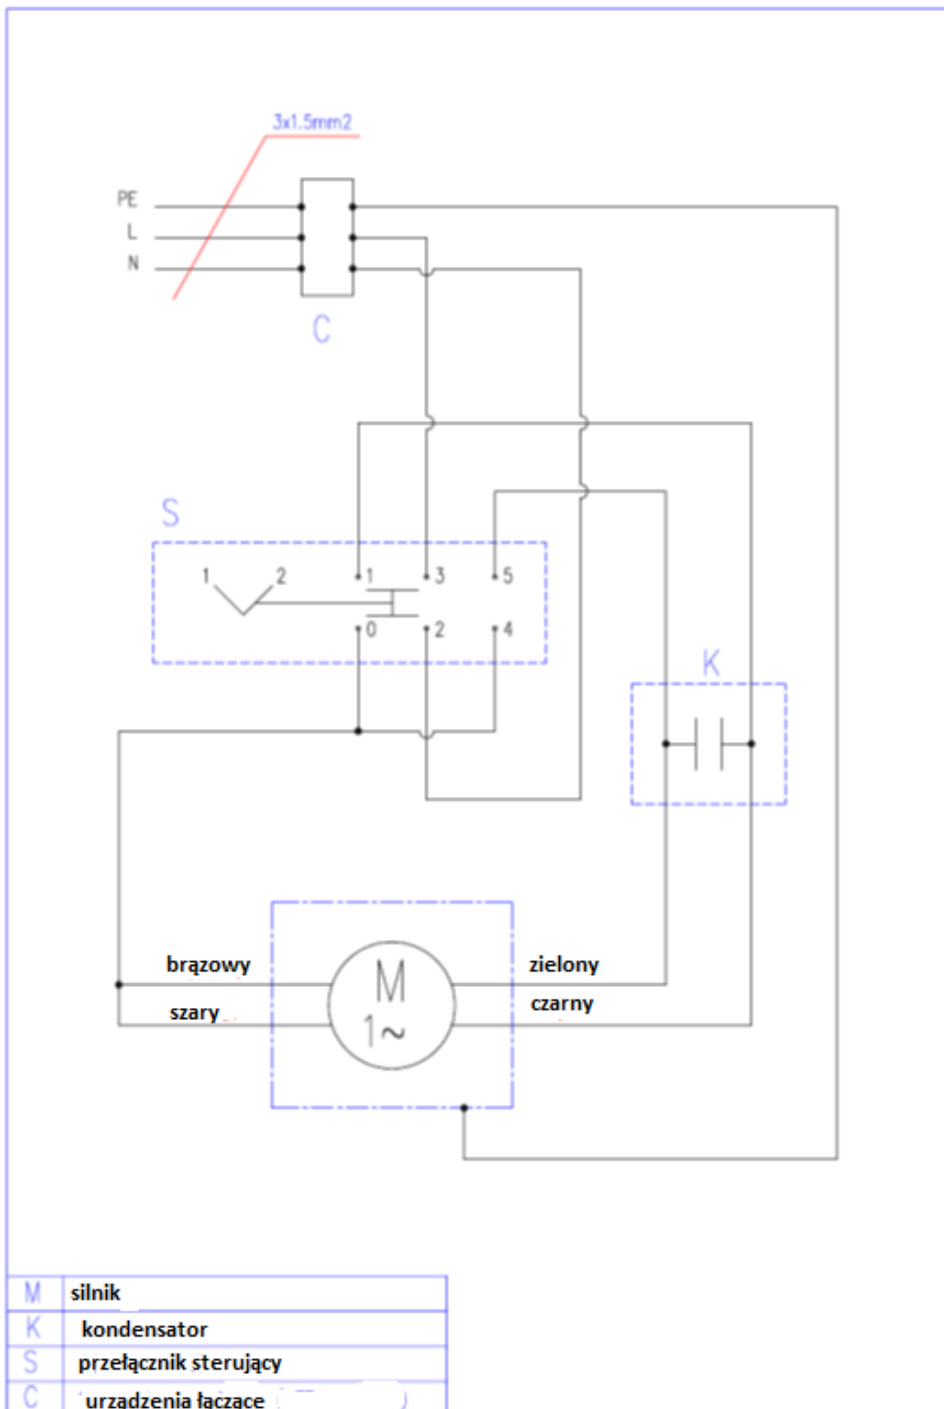 3x1.5mm2
PE
L
N
C
S
1 2 1 3 5
0 2 4
K
brązowy M zielony
szary 1~ czarny
M silnik
K kondensator
S przełącznik sterujący
C urządzenia łączące